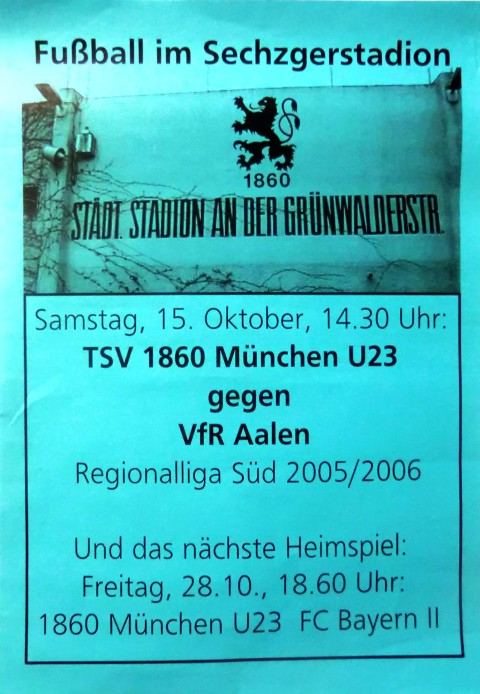 Fußball im Sechzgerstadion
1860
STÄDT. STADION AN DER GRÜNWALDERSTR.
Samstag, 15. Oktober, 14.30 Uhr:
TSV 1860 München U23
gegen
VfR Aalen
Regionalliga Süd 2005/2006
Und das nächste Heimspiel:
Freitag, 28.10., 18.60 Uhr:
1860 München U23 FC Bayern II